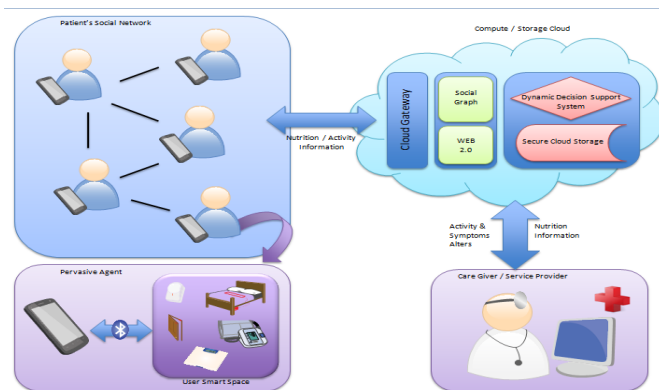 Patient's Social Network
Compute / Storage Cloud
Cloud Gateway
Social
Graph
WEB
2.0
Dynamic Decision Support
System
Secure Cloud Storage
Nutrition / Activity
Information
Activity &
Symptoms
Alters
Nutrition
Information
Pervasive Agent
User Smart Space
Care Giver / Service Provider